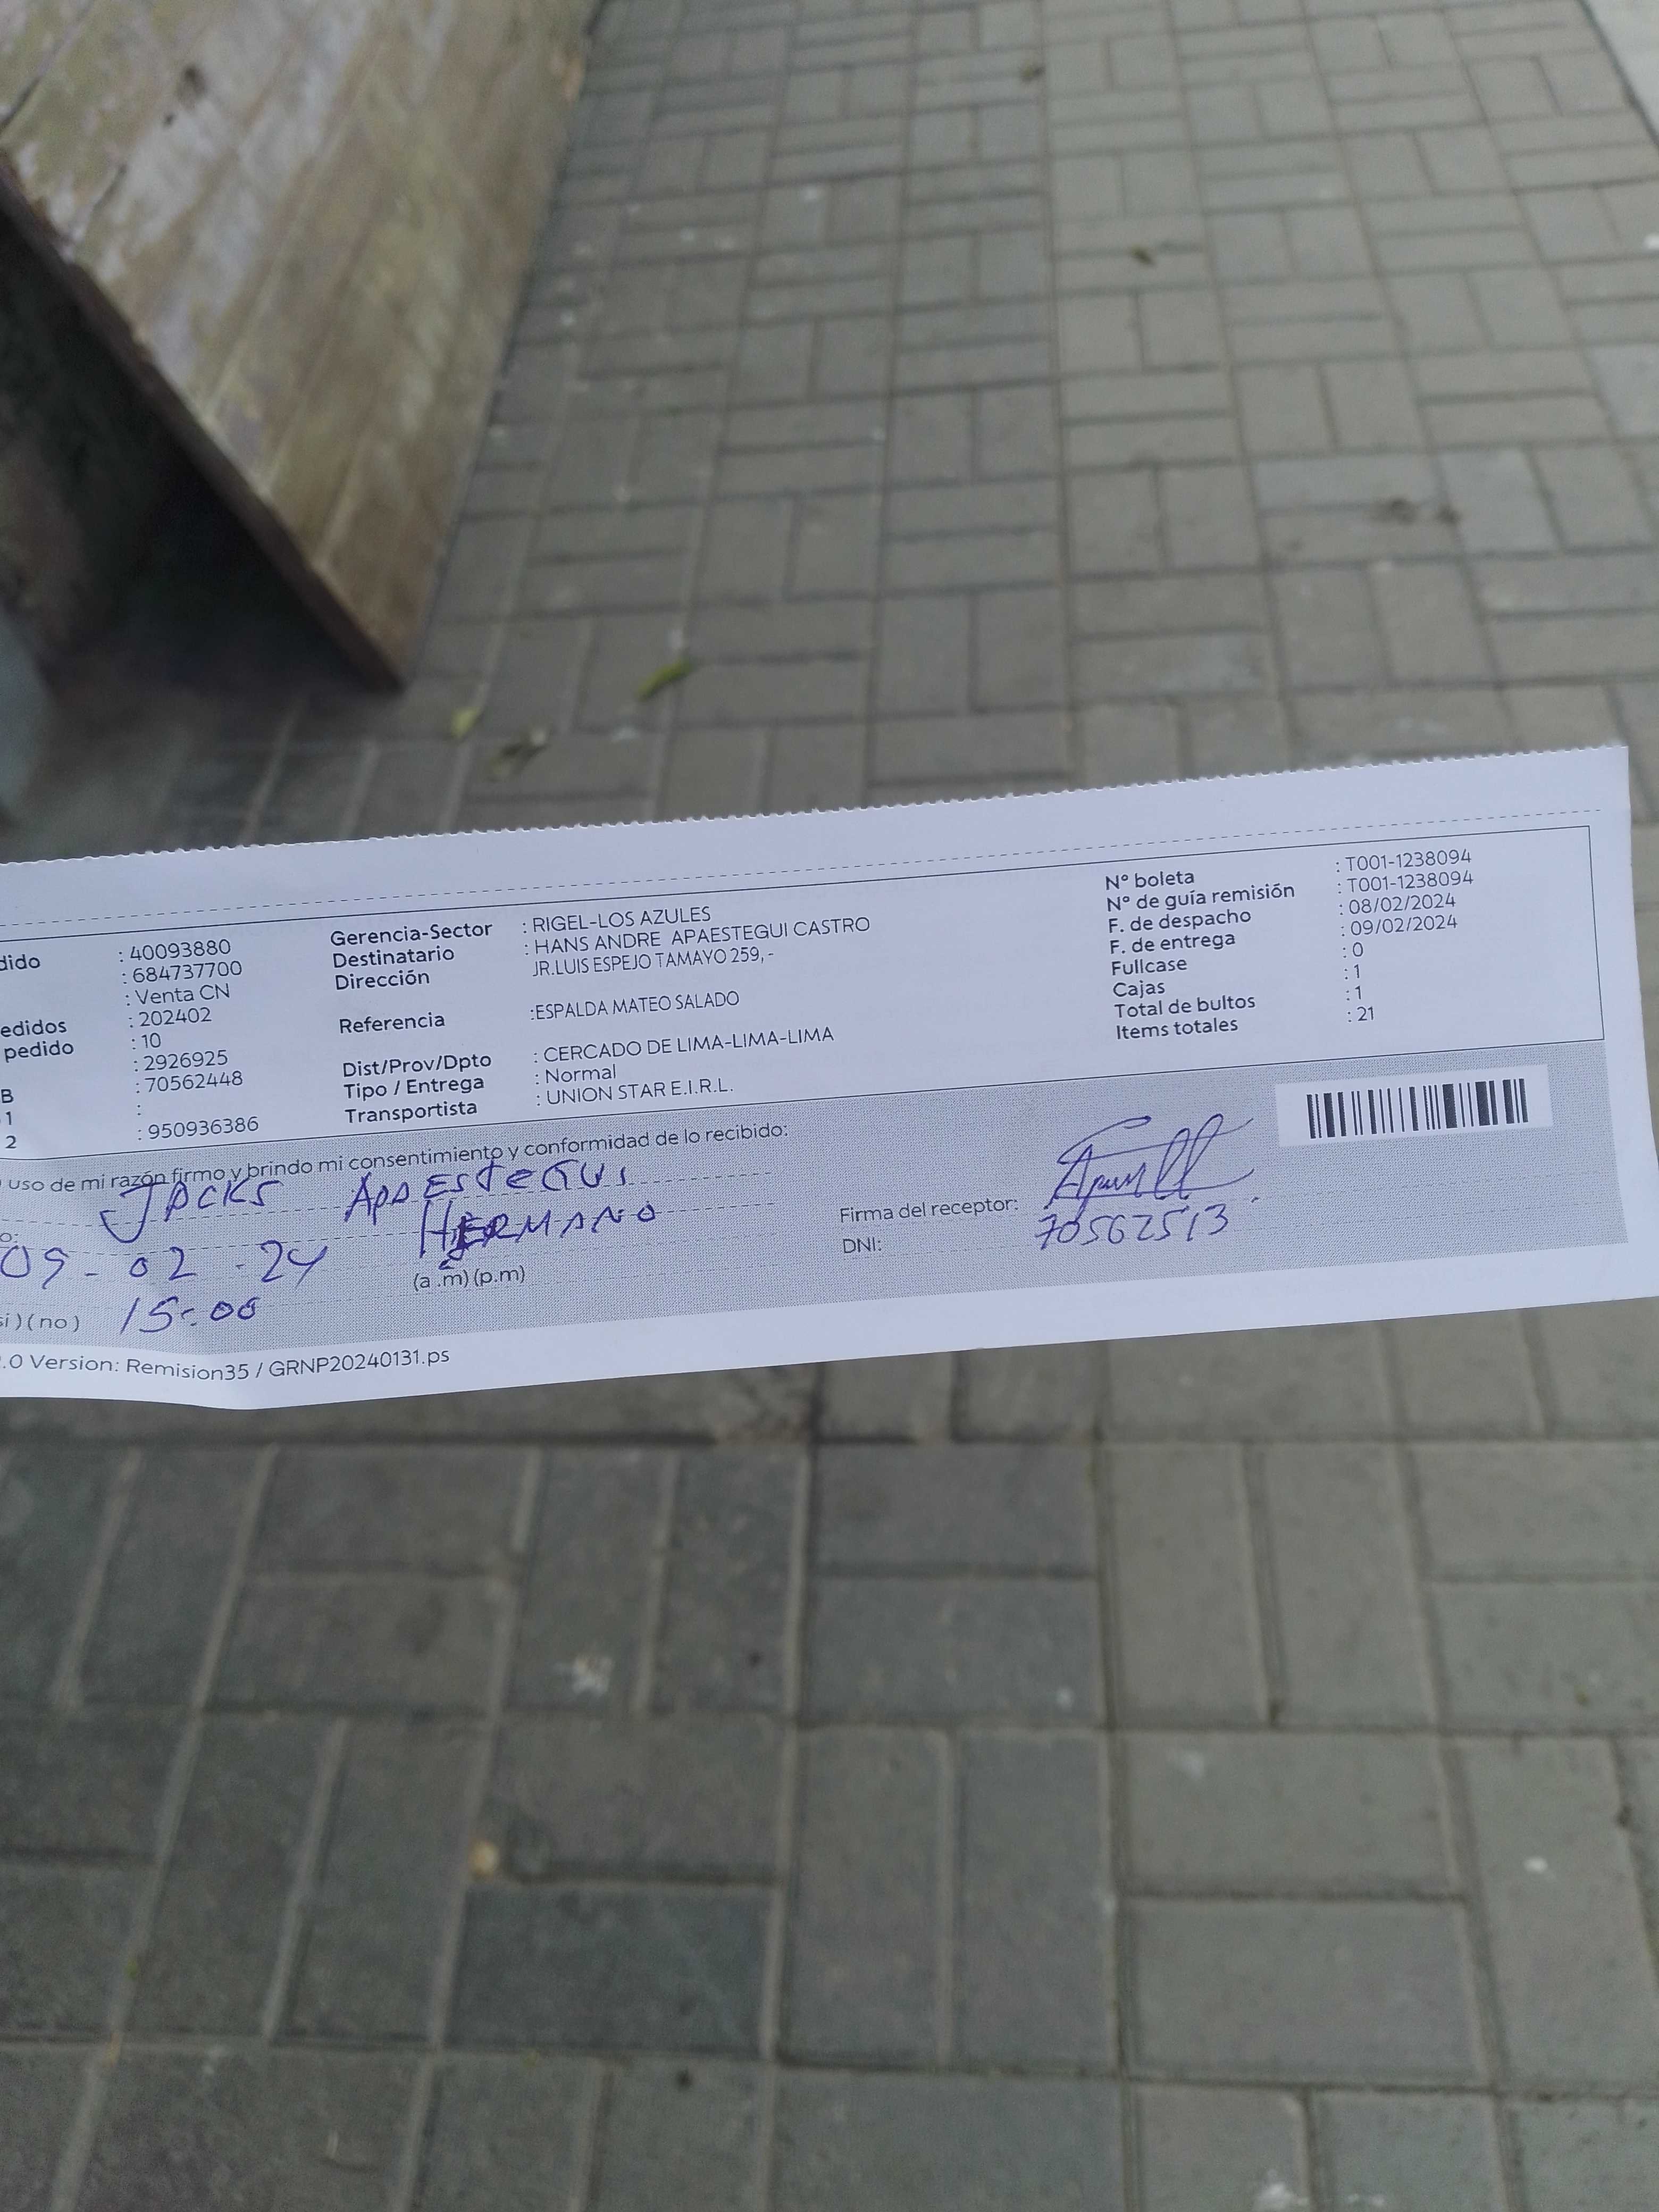 dido : 40093880
: 684737700
: Venta CN
edidos : 202402
pedido : 10
: 2926925
B : 70562448
1 :
2 : 950936386
Gerencia-Sector : RIGEL-LOS AZULES
Destinatario : HANS ANDRE APAESTEGUI CASTRO
Dirección JR.LUIS ESPEJO TAMAYO 259,-
Referencia :ESPALDA MATEO SALADO
Dist/Prov/Dpto : CERCADO DE LIMA-LIMA-LIMA
Tipo / Entrega : Normal
Transportista : UNION STAR E.I.R.L.
N° boleta : T001-1238094
N° de guía remisión : T001-1238094
F. de despacho : 08/02/2024
F. de entrega : 09/02/2024
Fullcase : 0
Cajas : 1
Total de bultos : 1
Items totales : 21
uso de mi razón firmo y brindo mi consentimiento y conformidad de lo recibido:
JACKS APAESTEGUI
HERMANO
o:
09-02-24 (a.m) (p.m)
si ) ( no ) 15:00
Firma del receptor:
DNI: 70562513
.0 Version: Remision35 / GRNP20240131.ps